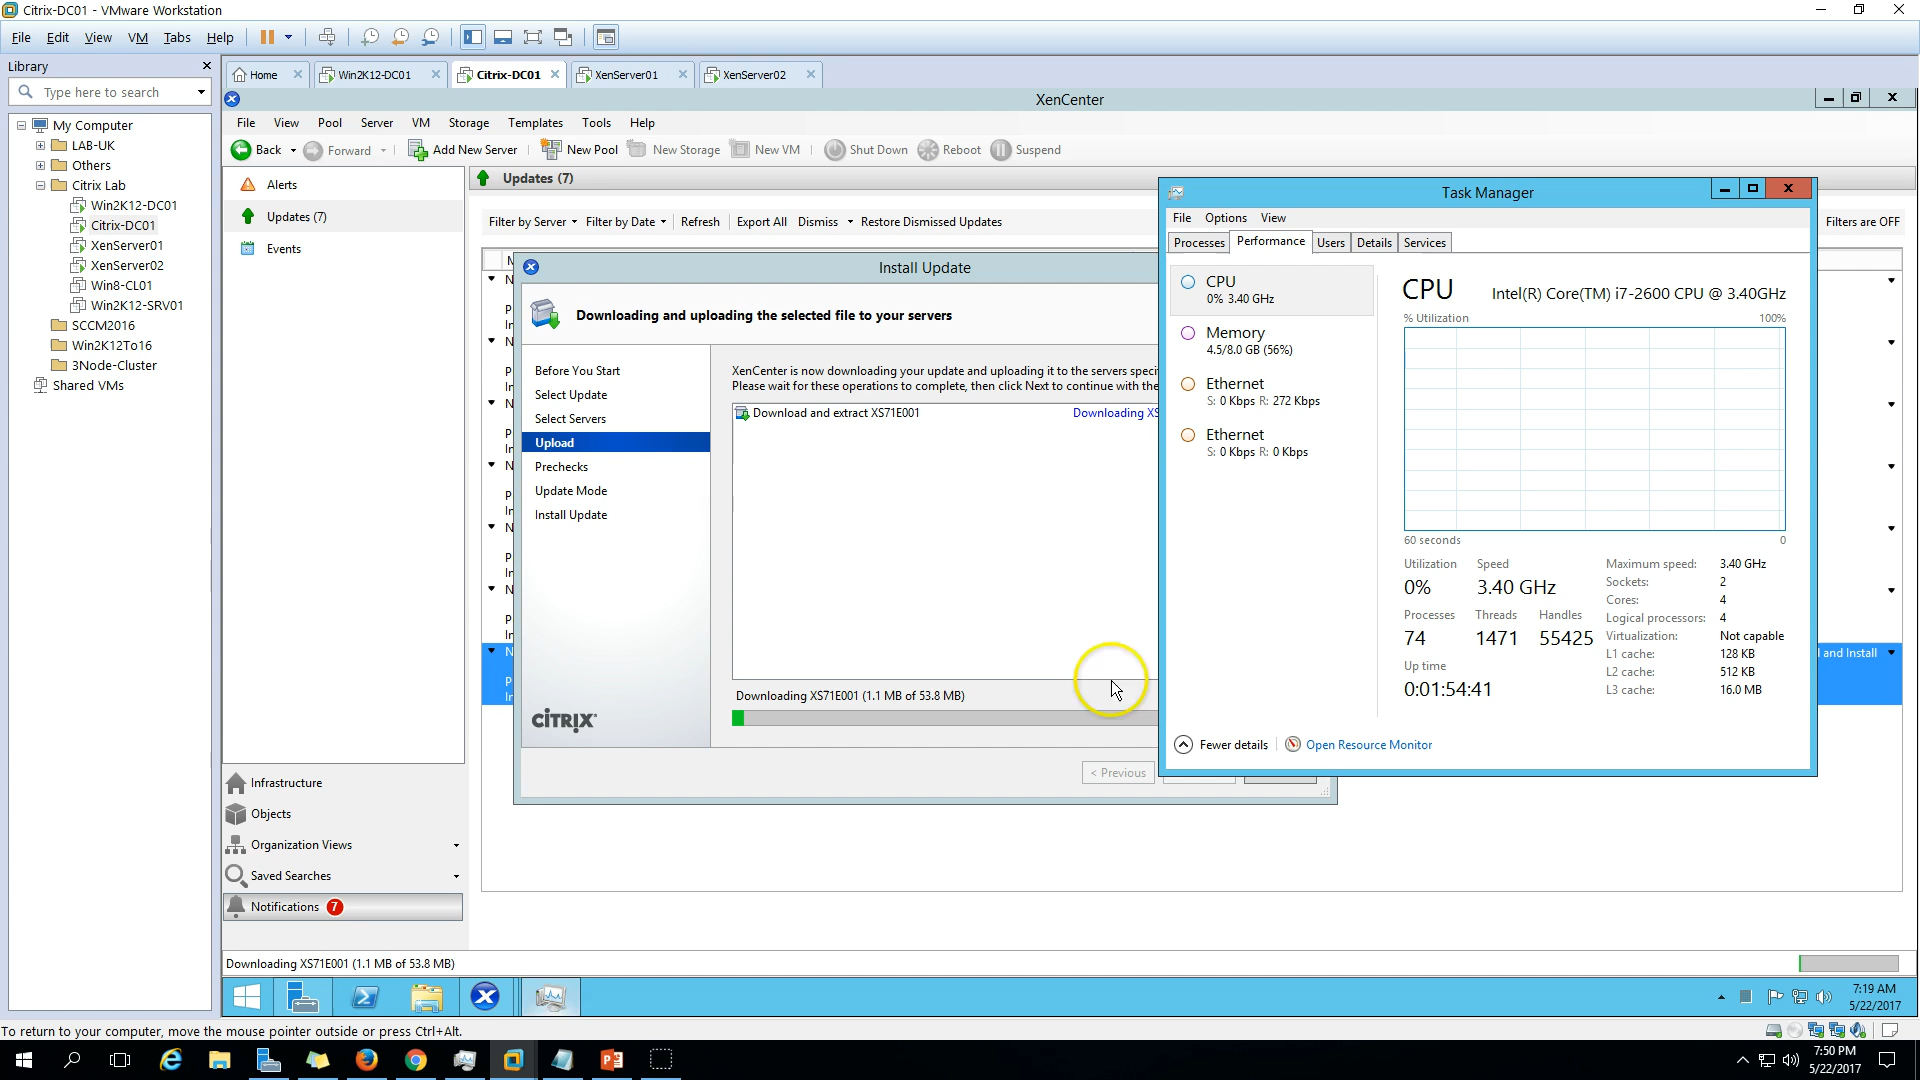 Citrix-DC01 - VMware Workstation
File Edit View VM Tabs Help
Library
Type here to search
My Computer
LAB-UK
Others
Citrix Lab
Win2K12-DC01
Citrix-DC01
XenServer01
XenServer02
Win8-CL01
Win2K12-SRV01
SCCM2016
Win2K12To16
3Node-Cluster
Shared VMs
Home Win2K12-DC01 Citrix-DC01 XenServer01 XenServer02
XenCenter
File View Pool Server VM Storage Templates Tools Help
Back Forward Add New Server New Pool New Storage New VM Shut Down Reboot Suspend
Alerts
Updates (7)
Events
Updates (7)
Filter by Server Filter by Date Refresh Export All Dismiss Restore Dismissed Updates
Filters are OFF
Install Update
Downloading and uploading the selected file to your servers
Before You Start
Select Update
Select Servers
Upload
Prechecks
Update Mode
Install Update
XenCenter is now downloading your update and uploading it to the servers speci
Please wait for these operations to complete, then click Next to continue with the
Download and extract XS71E001 Downloading XS
Downloading XS71E001 (1.1 MB of 53.8 MB)
CİTRIX
< Previous
and Install
Task Manager
File Options View
Processes Performance Users Details Services
CPU
0% 3.40 GHz
Memory
4.5/8.0 GB (56%)
Ethernet
S: 0 Kbps R: 272 Kbps
Ethernet
S: 0 Kbps R: 0 Kbps
CPU Intel(R) Core(TM) i7-2600 CPU @ 3.40GHz
% Utilization 100%
60 seconds 0
Utilization Speed
0% 3.40 GHz
Processes Threads Handles
74 1471 55425
Up time
0:01:54:41
Maximum speed: 3.40 GHz
Sockets: 2
Cores: 4
Logical processors: 4
Virtualization: Not capable
L1 cache: 128 KB
L2 cache: 512 KB
L3 cache: 16.0 MB
Fewer details Open Resource Monitor
Infrastructure
Objects
Organization Views
Saved Searches
Notifications 7
Downloading XS71E001 (1.1 MB of 53.8 MB)
7:19 AM
5/22/2017
To return to your computer, move the mouse pointer outside or press Ctrl+Alt.
7:50 PM
5/22/2017